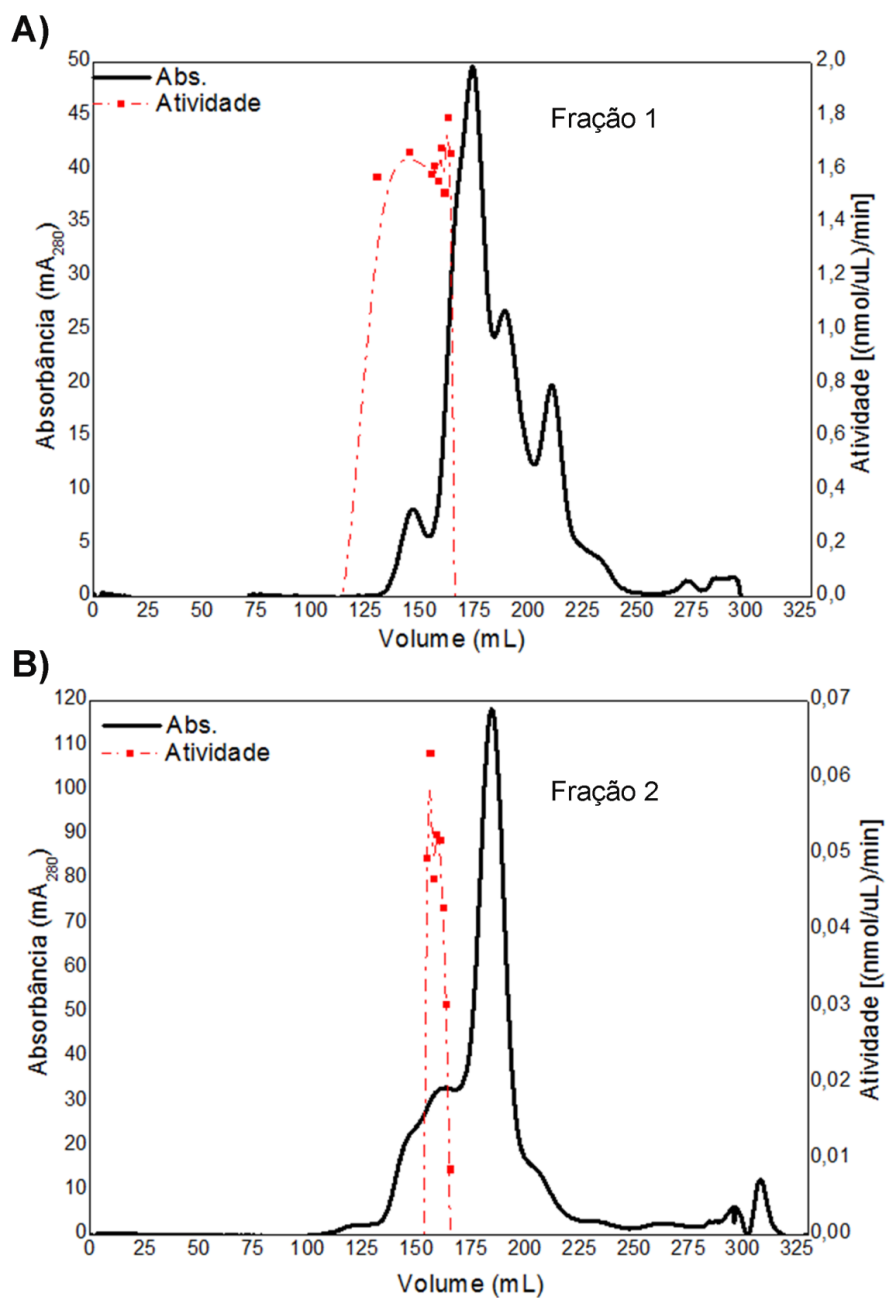 A)
Abs.
Atividade
Fração 1
50
45
40
35
30
25
20
15
10
5
0
Absorbância (mA280)
2,0
1,8
1,6
1,4
1,2
1,0
0,8
0,6
0,4
0,2
0,0
Atividade [(nmol/uL)/min]
0 25 50 75 100 125 150 175 200 225 250 275 300 325
Volume (mL)
B)
Abs.
Atividade
Fração 2
120
110
100
90
80
70
60
50
40
30
20
10
0
Absorbância (mA280)
0,07
0,06
0,05
0,04
0,03
0,02
0,01
0,00
Atividade [(nmol/uL)/min]
0 25 50 75 100 125 150 175 200 225 250 275 300 325
Volume (mL)